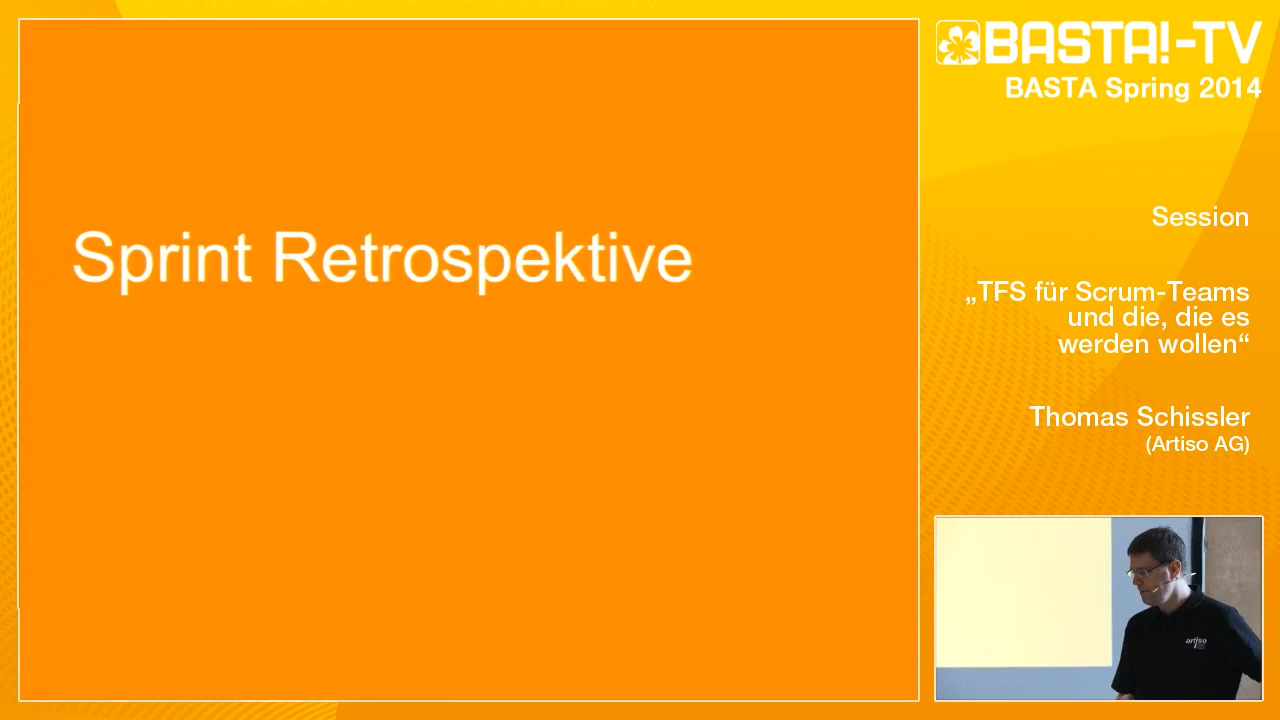 Sprint Retrospektive
BASTA!-TV
BASTA Spring 2014
Session
„TFS für Scrum-Teams
und die, die es
werden wollen“
Thomas Schissler
(Artiso AG)
artiso